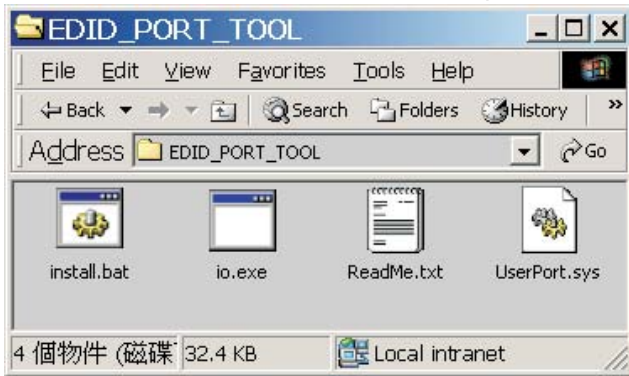 EDID_PORT_TOOL
File Edit View Favorites Tools Help
Back Search Folders History »
Address EDID_PORT_TOOL Go
install.bat io.exe ReadMe.txt UserPort.sys
4 個物件 (磁碟 32.4 KB Local intranet